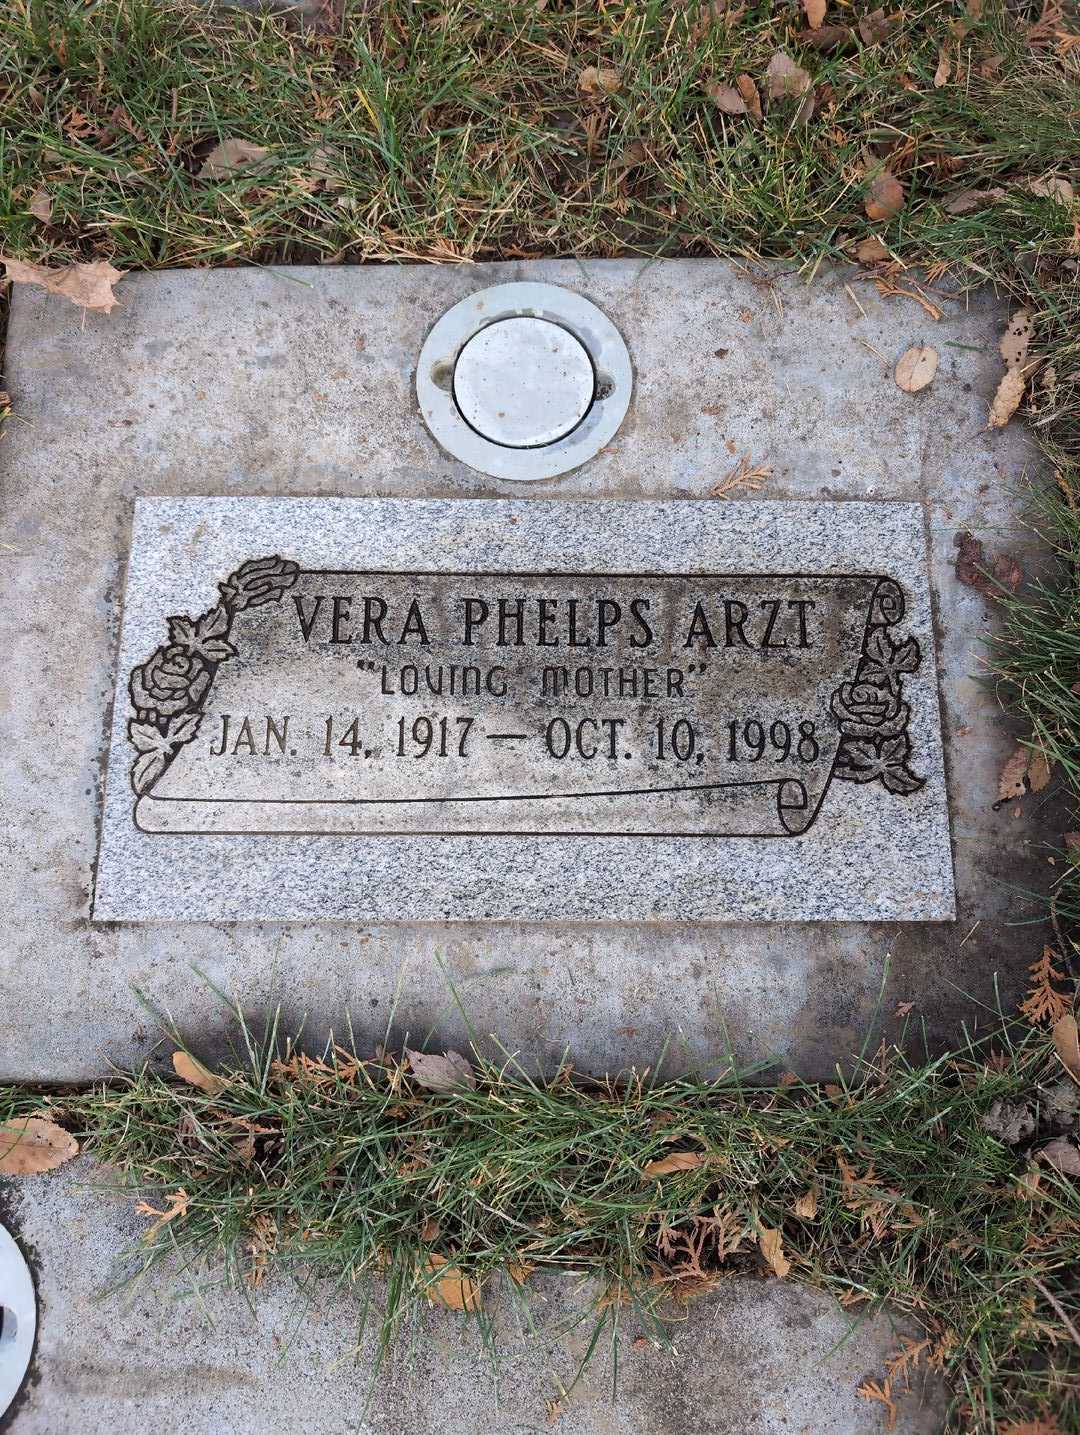 VERA PHELPS ARZT
"LOVING MOTHER"
JAN. 14, 1917 — OCT. 10, 1998